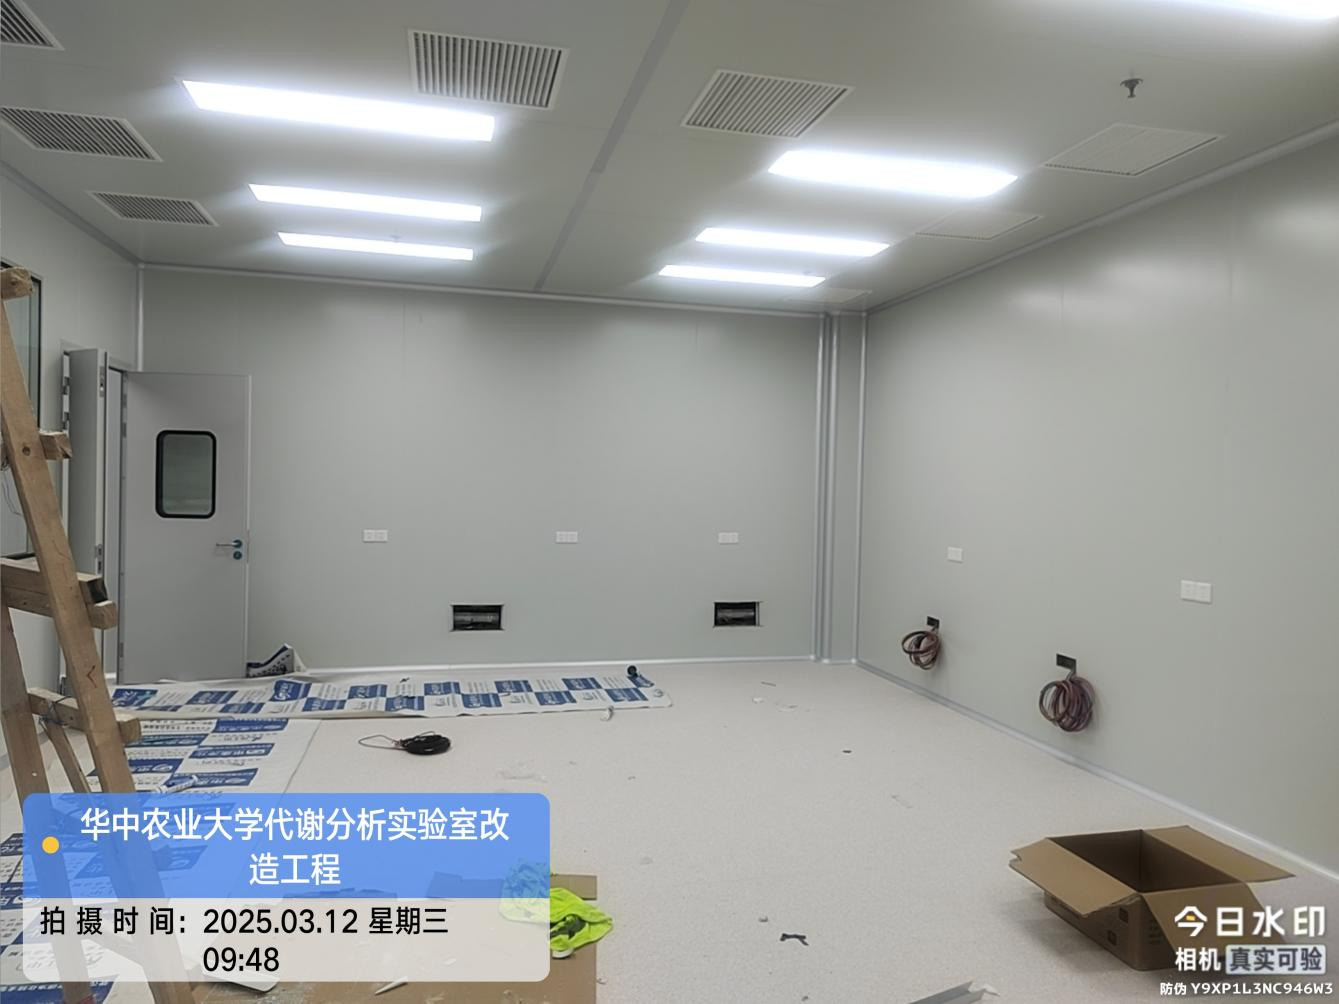 华中农业大学代谢分析实验室改
造工程
拍摄时间：2025.03.12 星期三
09:48
今日水印
相机 真实可验
防伪 Y9XP1L3NC946W3